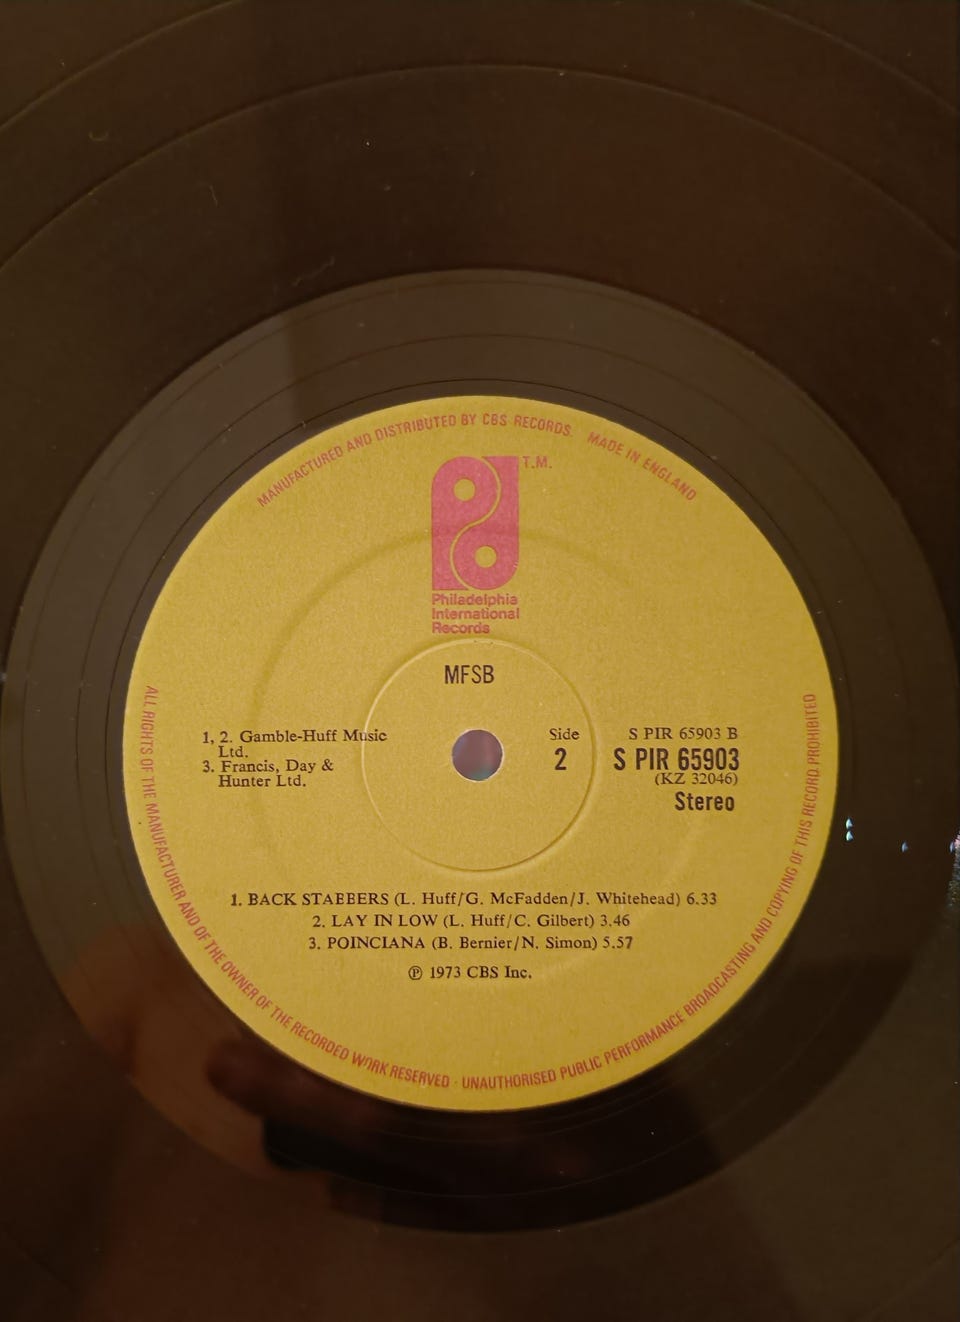 MANUFACTURED AND DISTRIBUTED BY CBS RECORDS. MADE IN ENGLAND
T.M.
Philadelphia
International
Records
MFSB
1, 2. Gamble-Huff Music
Ltd.
3. Francis, Day &
Hunter Ltd.
Side
2
S PIR 65903 B
S PIR 65903
(KZ 32046)
Stereo
1. BACK STABBERS (L. Huff/G. McFadden/J. Whitehead) 6.33
2. LAY IN LOW (L. Huff/C. Gilbert) 3.46
3. POINCIANA (B. Bernier/N. Simon) 5.57
℗ 1973 CBS Inc.
ALL RIGHTS OF THE MANUFACTURER AND OF THE OWNER OF THE RECORDED WORK RESERVED · UNAUTHORISED PUBLIC PERFORMANCE BROADCASTING AND COPYING OF THIS RECORD PROHIBITED